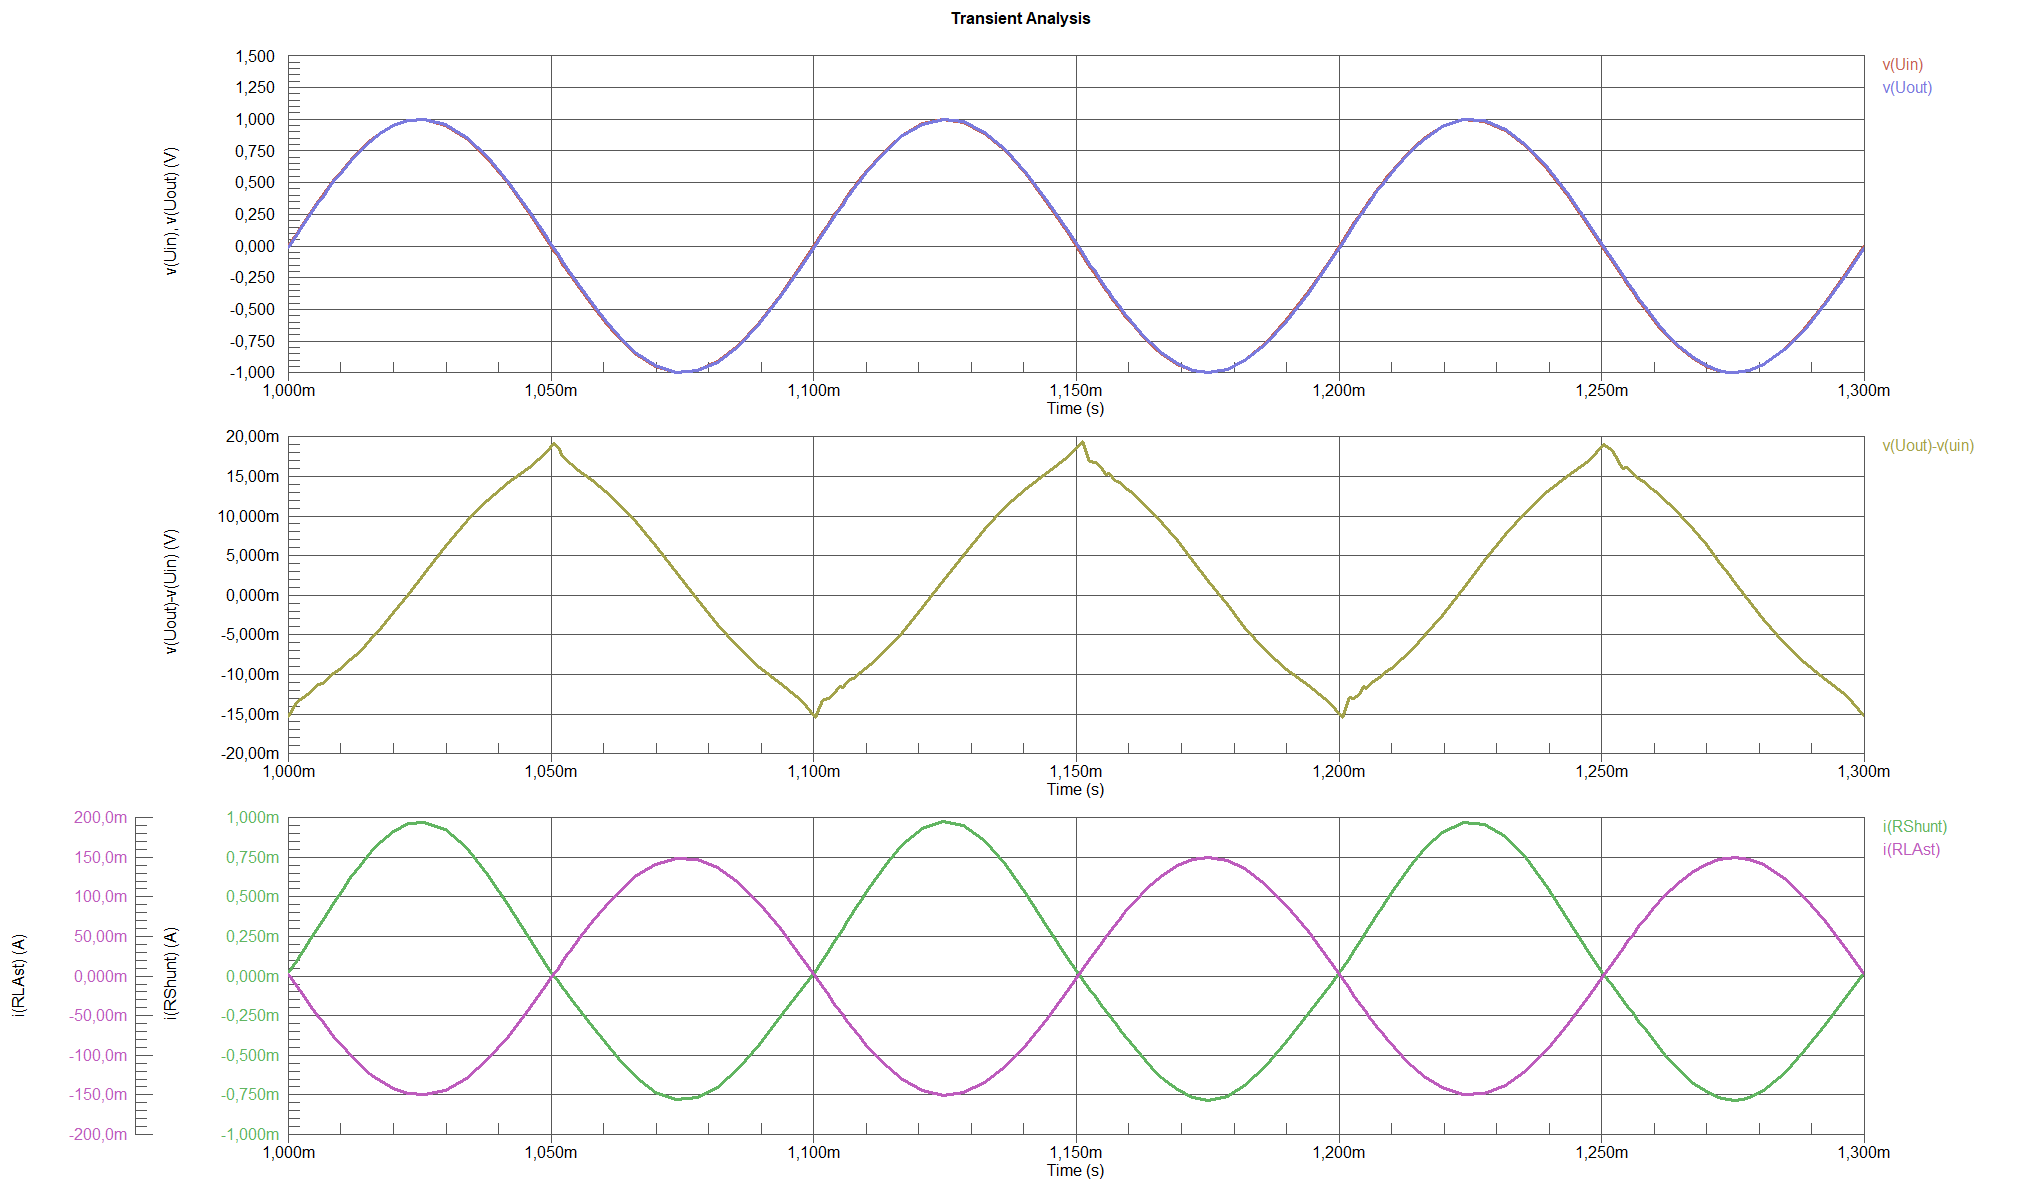 Transient Analysis
1,500
1,250
1,000
0,750
0,500
0,250
0,000
-0,250
-0,500
-0,750
-1,000
v(Uin), v(Uout) (V)
v(Uin)
v(Uout)
1,000m 1,050m 1,100m 1,150m 1,200m 1,250m 1,300m
Time (s)
20,00m
15,00m
10,000m
5,000m
0,000m
-5,000m
-10,00m
-15,00m
-20,00m
v(Uout)-v(Uin) (V)
v(Uout)-v(uin)
1,000m 1,050m 1,100m 1,150m 1,200m 1,250m 1,300m
Time (s)
i(RLAst) (A)
200,0m
150,0m
100,0m
50,00m
0,000m
-50,00m
-100,0m
-150,0m
-200,0m
i(RShunt) (A)
1,000m
0,750m
0,500m
0,250m
0,000m
-0,250m
-0,500m
-0,750m
-1,000m
i(RShunt)
i(RLAst)
1,000m 1,050m 1,100m 1,150m 1,200m 1,250m 1,300m
Time (s)